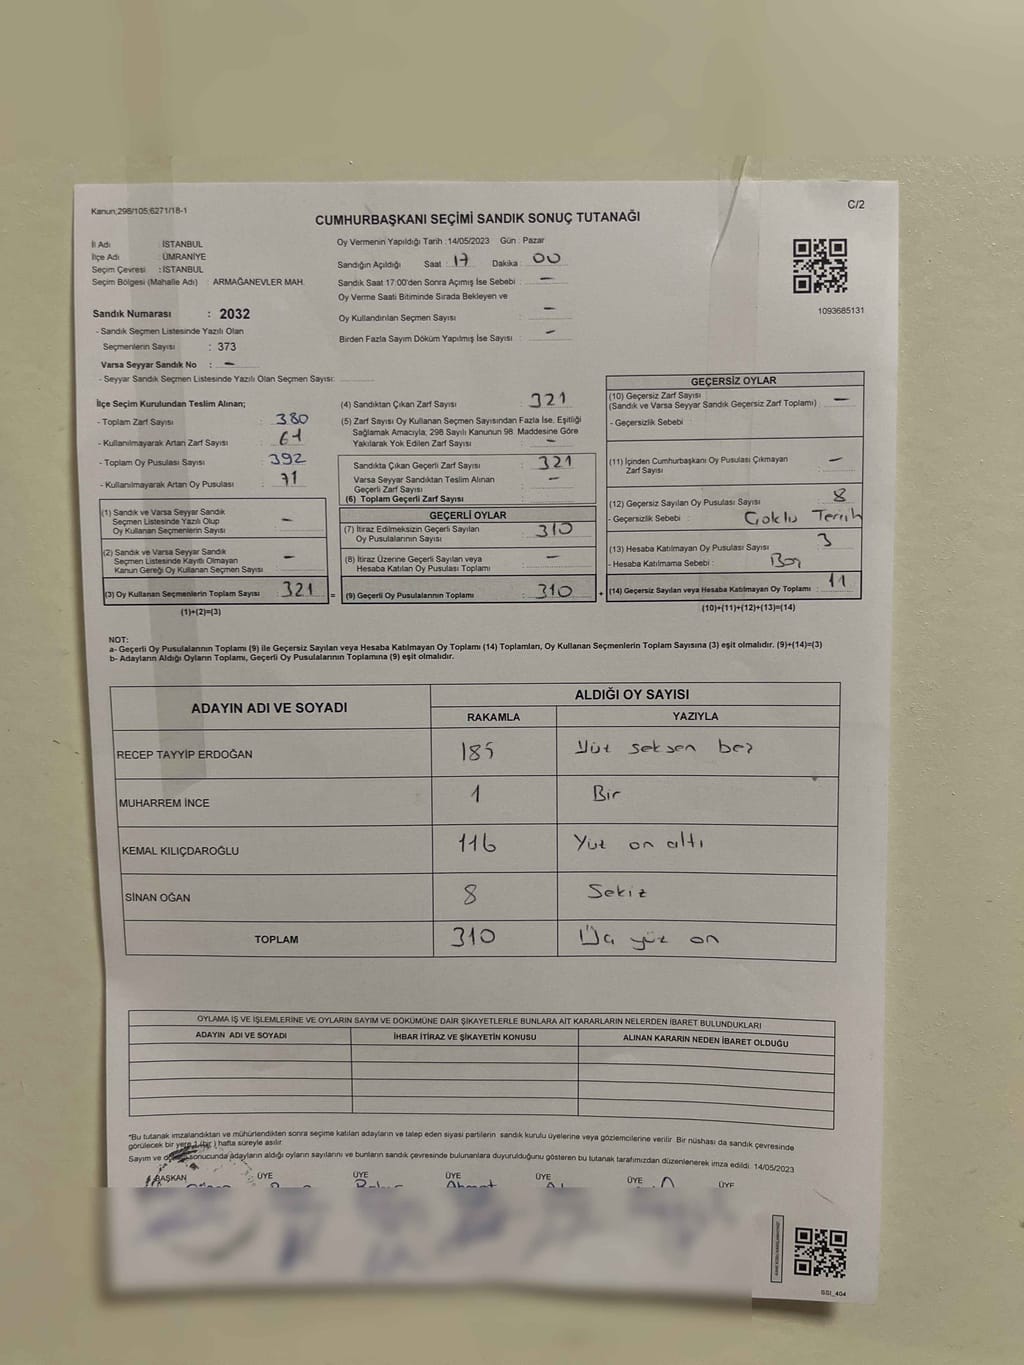 Kanun;298/105;6271/18-1
C/2
CUMHURBAŞKANI SEÇİMİ SANDIK SONUÇ TUTANAĞI
İl Adı : İSTANBUL
İlçe Adı : ÜMRANİYE
Seçim Çevresi : İSTANBUL
Seçim Bölgesi (Mahalle Adı) : ARMAĞANEVLER MAH.
Sandık Numarası : 2032
- Sandık Seçmen Listesinde Yazılı Olan
Seçmenlerin Sayısı : 373
Varsa Seyyar Sandık No : –
- Seyyar Sandık Seçmen Listesinde Yazılı Olan Seçmen Sayısı:
Oy Vermenin Yapıldığı Tarih : 14/05/2023 Gün : Pazar
Sandığın Açıldığı Saat : 17 Dakika : 00
Sandık Saat 17:00'den Sonra Açımış İse Sebebi : –
Oy Verme Saati Bitiminde Sırada Bekleyen ve
Oy Kullandırılan Seçmen Sayısı : –
Birden Fazla Sayım Döküm Yapılmış İse Sayısı : –
1093685131
İlçe Seçim Kurulundan Teslim Alınan;
- Toplam Zarf Sayısı : 380
- Kullanılmayarak Artan Zarf Sayısı : 61
- Toplam Oy Pusulası Sayısı : 392
- Kullanılmayarak Artan Oy Pusulası : 71
(1) Sandık ve Varsa Seyyar Sandık
Seçmen Listesinde Yazılı Olup
Oy Kullanan Seçmenlerin Sayısı : –
(2) Sandık ve Varsa Seyyar Sandık
Seçmen Listesinde Kayıtlı Olmayan
Kanun Gereği Oy Kullanan Seçmen Sayısı : –
(3) Oy Kullanan Seçmenlerin Toplam Sayısı : 321 =
(1)+(2)=(3)
(4) Sandıktan Çıkan Zarf Sayısı : 321
(5) Zarf Sayısı Oy Kullanan Seçmen Sayısından Fazla İse, Eşitliği
Sağlamak Amacıyla, 298 Sayılı Kanunun 98. Maddesine Göre
Yakılarak Yok Edilen Zarf Sayısı : –
Sandıkta Çıkan Geçerli Zarf Sayısı : 321
Varsa Seyyar Sandıktan Teslim Alınan
Geçerli Zarf Sayısı : –
(6) Toplam Geçerli Zarf Sayısı :
GEÇERLİ OYLAR
(7) İtiraz Edilmeksizin Geçerli Sayılan
Oy Pusulalarının Sayısı : 310
(8) İtiraz Üzerine Geçerli Sayılan veya
Hesaba Katılan Oy Pusulası Toplamı : –
(9) Geçerli Oy Pusulalarının Toplamı : 310 +
GEÇERSİZ OYLAR
(10) Geçersiz Zarf Sayısı
(Sandık ve Varsa Seyyar Sandık Geçersiz Zarf Toplamı) : –
- Geçersizlik Sebebi :
(11) İçinden Cumhurbaşkanı Oy Pusulası Çıkmayan
Zarf Sayısı : –
(12) Geçersiz Sayılan Oy Pusulası Sayısı : 8
- Geçersizlik Sebebi : Çoklu Tercih
(13) Hesaba Katılmayan Oy Pusulası Sayısı : 3
- Hesaba Katılmama Sebebi : Boş
(14) Geçersiz Sayılan veya Hesaba Katılmayan Oy Toplamı : 11
(10)+(11)+(12)+(13)=(14)
NOT:
a- Geçerli Oy Pusulalarının Toplamı (9) ile Geçersiz Sayılan veya Hesaba Katılmayan Oy Toplamı (14) Toplamları, Oy Kullanan Seçmenlerin Toplam Sayısına (3) eşit olmalıdır. (9)+(14)=(3)
b- Adayların Aldığı Oyların Toplamı, Geçerli Oy Pusulalarının Toplamına (9) eşit olmalıdır.
ADAYIN ADI VE SOYADI
ALDIĞI OY SAYISI
RAKAMLA YAZIYLA
RECEP TAYYİP ERDOĞAN 185 Yüz seksen beş
MUHARREM İNCE 1 Bir
KEMAL KILIÇDAROĞLU 116 Yüz on altı
SİNAN OĞAN 8 Sekiz
TOPLAM 310 Üç yüz on
OYLAMA İŞ VE İŞLEMLERİNE VE OYLARIN SAYIM VE DÖKÜMÜNE DAİR ŞİKAYETLERLE BUNLARA AİT KARARLARIN NELERDEN İBARET BULUNDUKLARI
ADAYIN ADI VE SOYADI İHBAR İTİRAZ VE ŞİKAYETİN KONUSU ALINAN KARARIN NEDEN İBARET OLDUĞU
*Bu tutanak imzalandıktan ve mühürlendikten sonra seçime katılan adayların ve talep eden siyasi partilerin sandık kurulu üyelerine veya gözlemcilerine verilir. Bir nüshası da sandık çevresinde
görülecek bir yere 1 (bir) hafta süreyle asılır.
Sayım ve sonucunda adayların aldığı oyların sayılarını ve bunların sandık çevresinde bulunanlara duyurulduğunu gösteren bu tutanak tarafımızdan düzenlenerek imza edildi. 14/05/2023
BAŞKAN ÜYE ÜYE ÜYE ÜYE ÜYE ÜYE
SSI_404